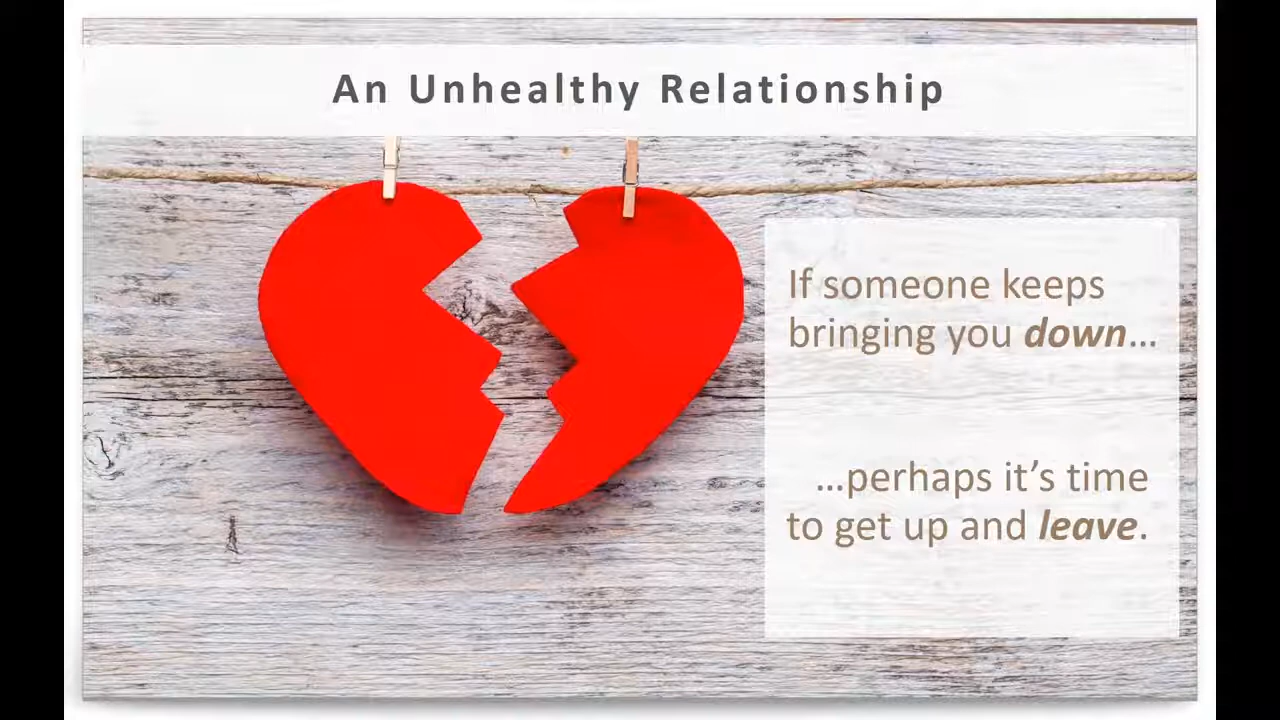 An Unhealthy Relationship
If someone keeps
bringing you down…
…perhaps it’s time
to get up and leave.